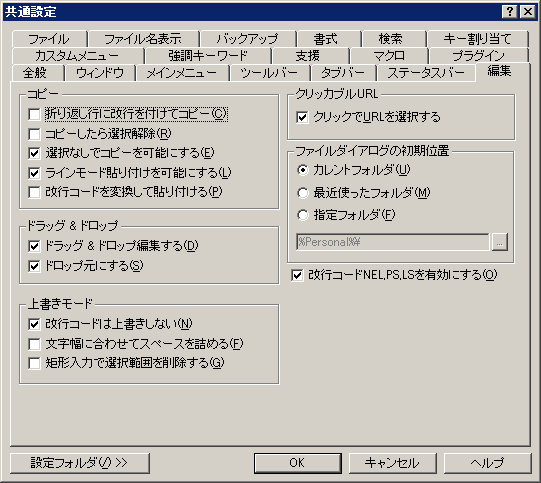 共通設定
ファイル ファイル名表示 バックアップ 書式 検索 キー割り当て
カスタムメニュー 強調キーワード 支援 マクロ プラグイン
全般 ウィンドウ メインメニュー ツールバー タブバー ステータスバー 編集
コピー
折り返し行に改行を付けてコピー(C)
コピーしたら選択解除(R)
選択なしでコピーを可能にする(E)
ラインモード貼り付けを可能にする(L)
改行コードを変換して貼り付ける(P)
ドラッグ & ドロップ
ドラッグ & ドロップ編集する(D)
ドロップ元にする(S)
上書きモード
改行コードは上書きしない(N)
文字幅に合わせてスペースを詰める(F)
矩形入力で選択範囲を削除する(G)
クリッカブルURL
クリックでURLを選択する
ファイルダイアログの初期位置
カレントフォルダ(U)
最近使ったフォルダ(M)
指定フォルダ(F)
%Personal%¥
...
改行コードNEL,PS,LSを有効にする(O)
設定フォルダ(/) >>
OK
キャンセル
ヘルプ